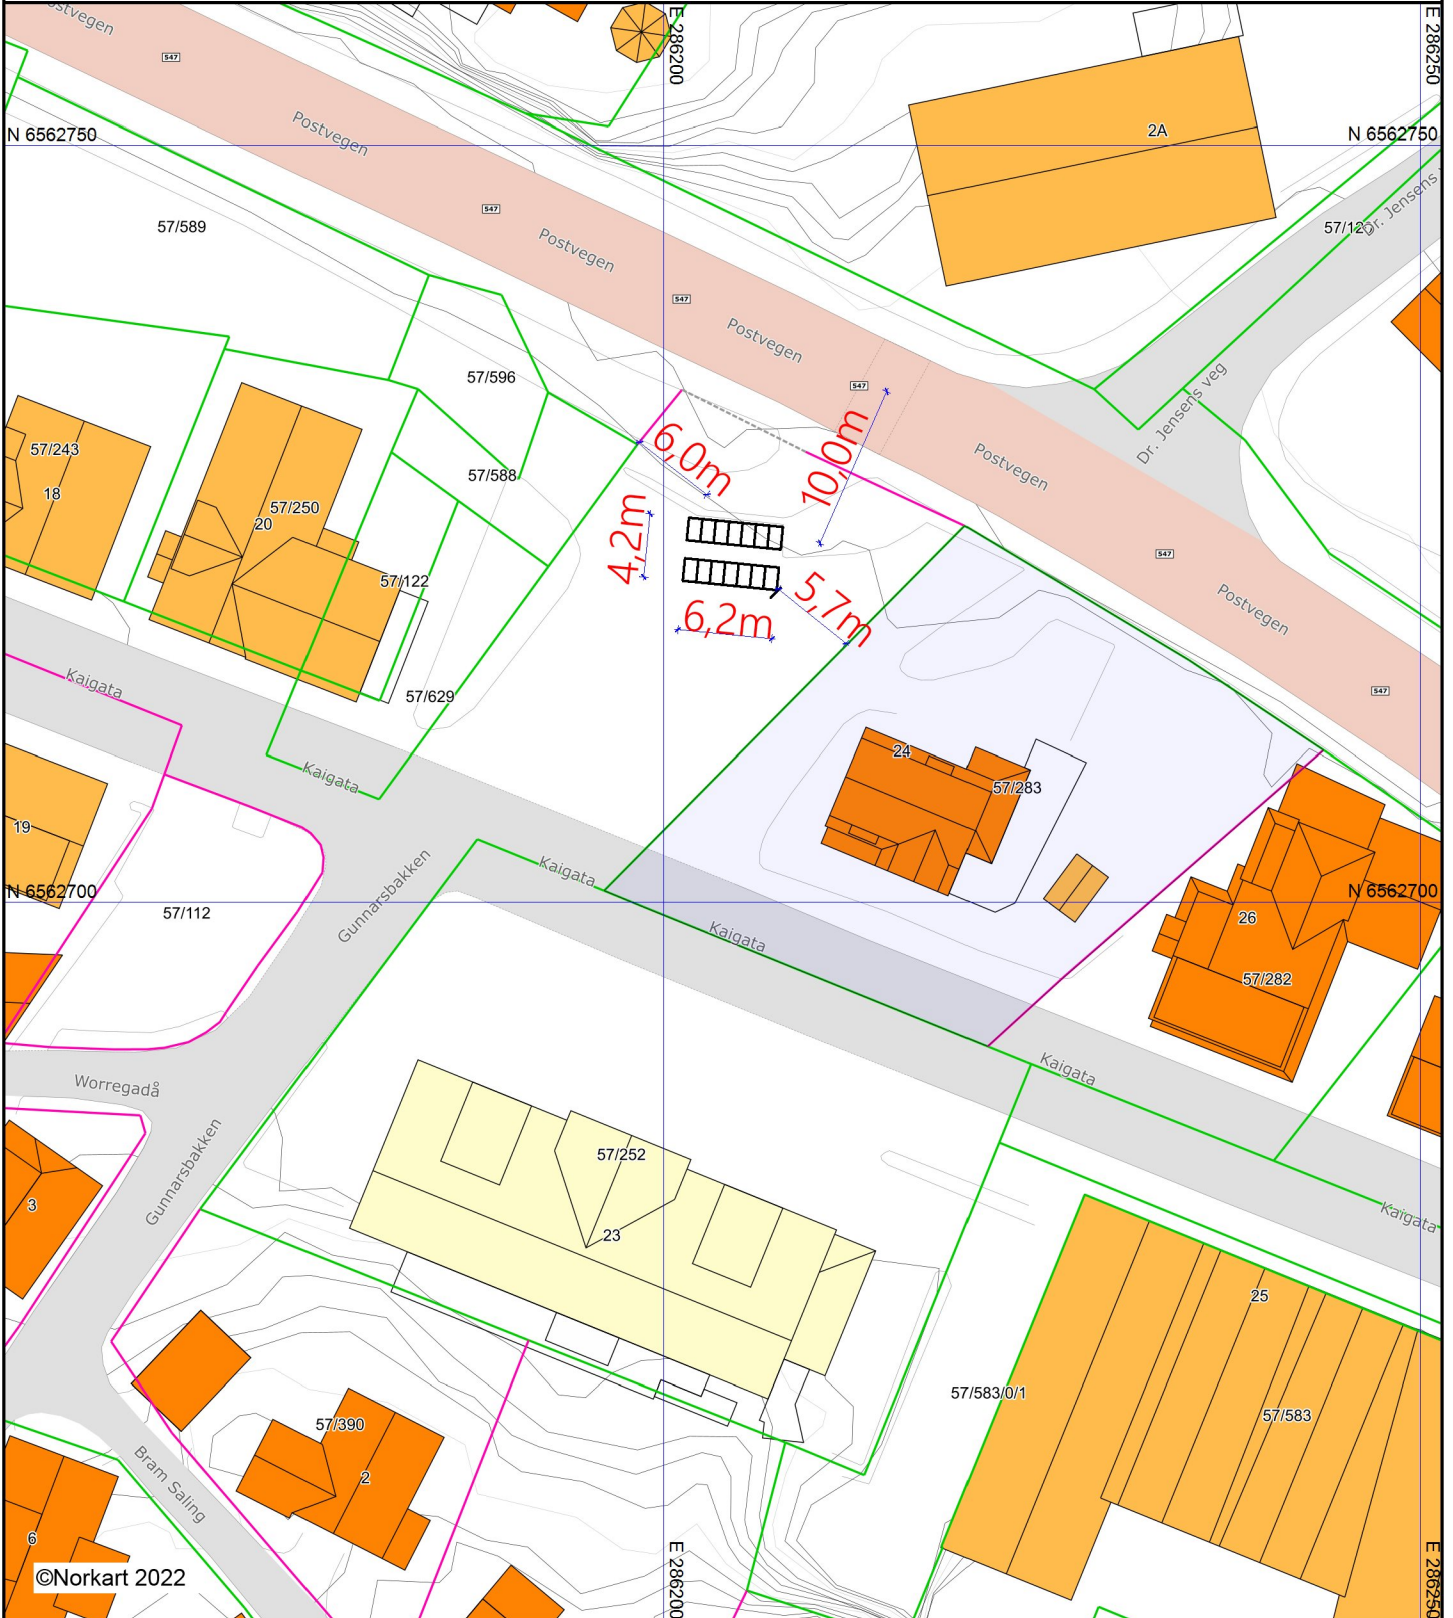 Postvegen
547
E 286200
E 286250
2A
N 6562750
N 6562750
Postvegen
Dr. Jensens
547
57/589
Postvegen
547
Postvegen
57/596
547
Dr. Jensens veg
57/243
18
57/588
6,0m
10,0m
Postvegen
57/250
20
4,2m
547
57/122
5,7m
6,2m
Postvegen
Kaigata
57/629
547
Kaigata
24
57/283
19
Kaigata
N 6562700
N 6562700
Gunnarsbakken
57/112
Kaigata
26
57/282
Worregadå
Kaigata
57/252
Gunnarsbakken
3
23
Kaigata
25
57/583/0/1
57/390
57/583
2
Bram Saling
6
©Norkart 2022
E 286200
E 286250